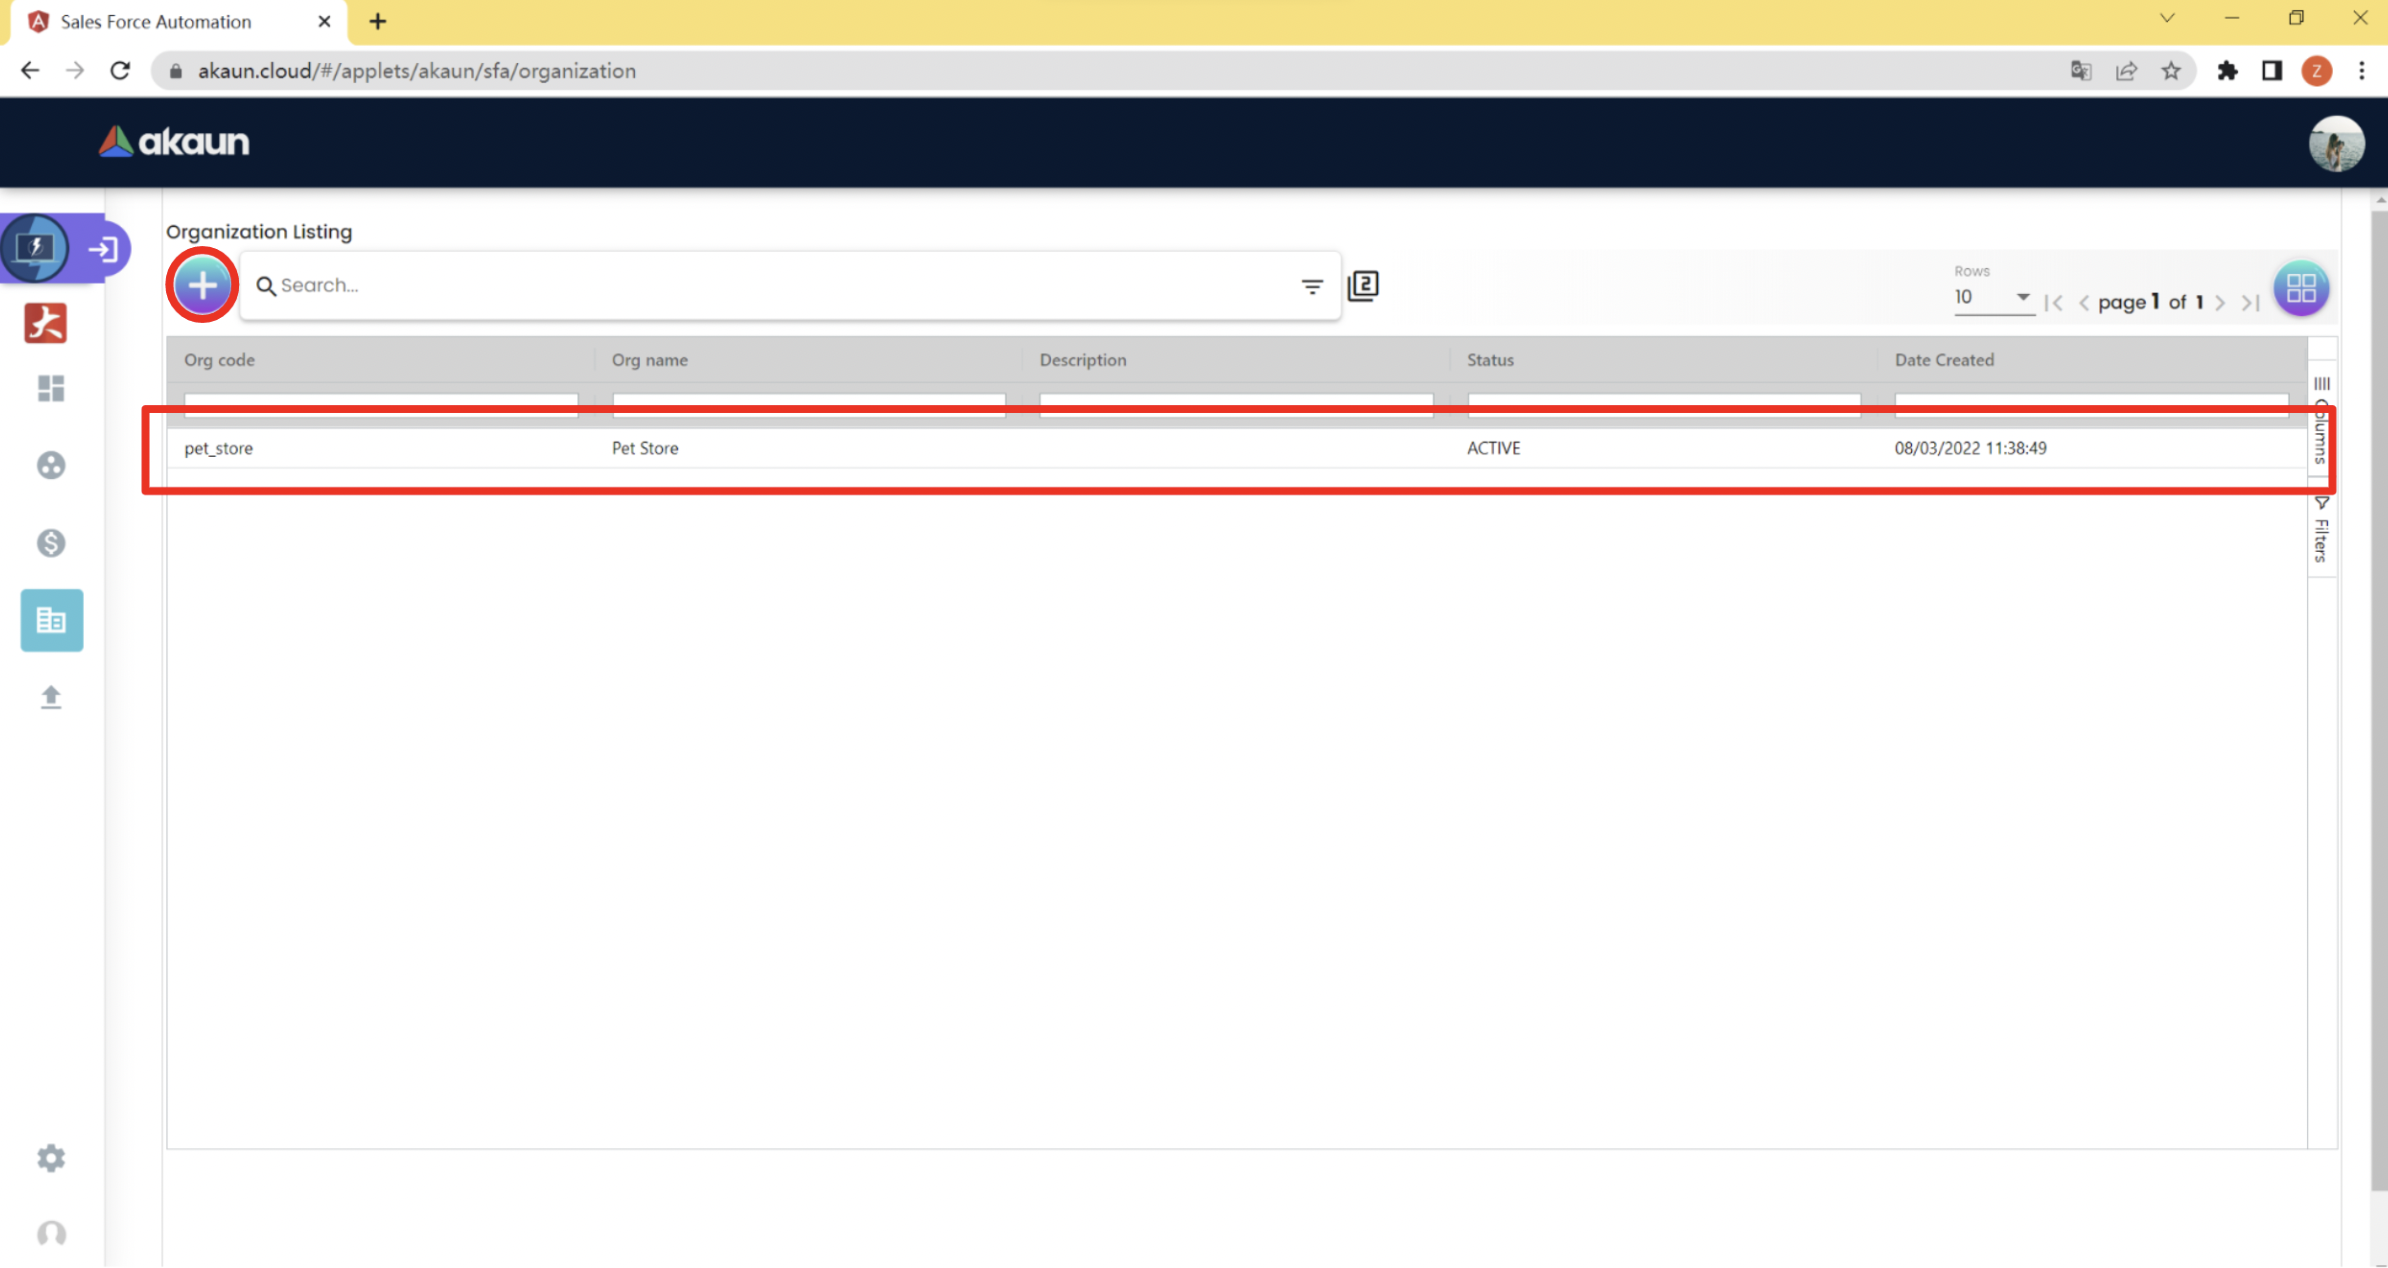 Sales Force Automation
akaun.cloud/#/applets/akaun/sfa/organization
Z
akaun
Organization Listing
Search...
2
Rows
10
page 1 of 1
Org code Org name Description Status Date Created
Columns
pet_store Pet Store ACTIVE 08/03/2022 11:38:49
Filters